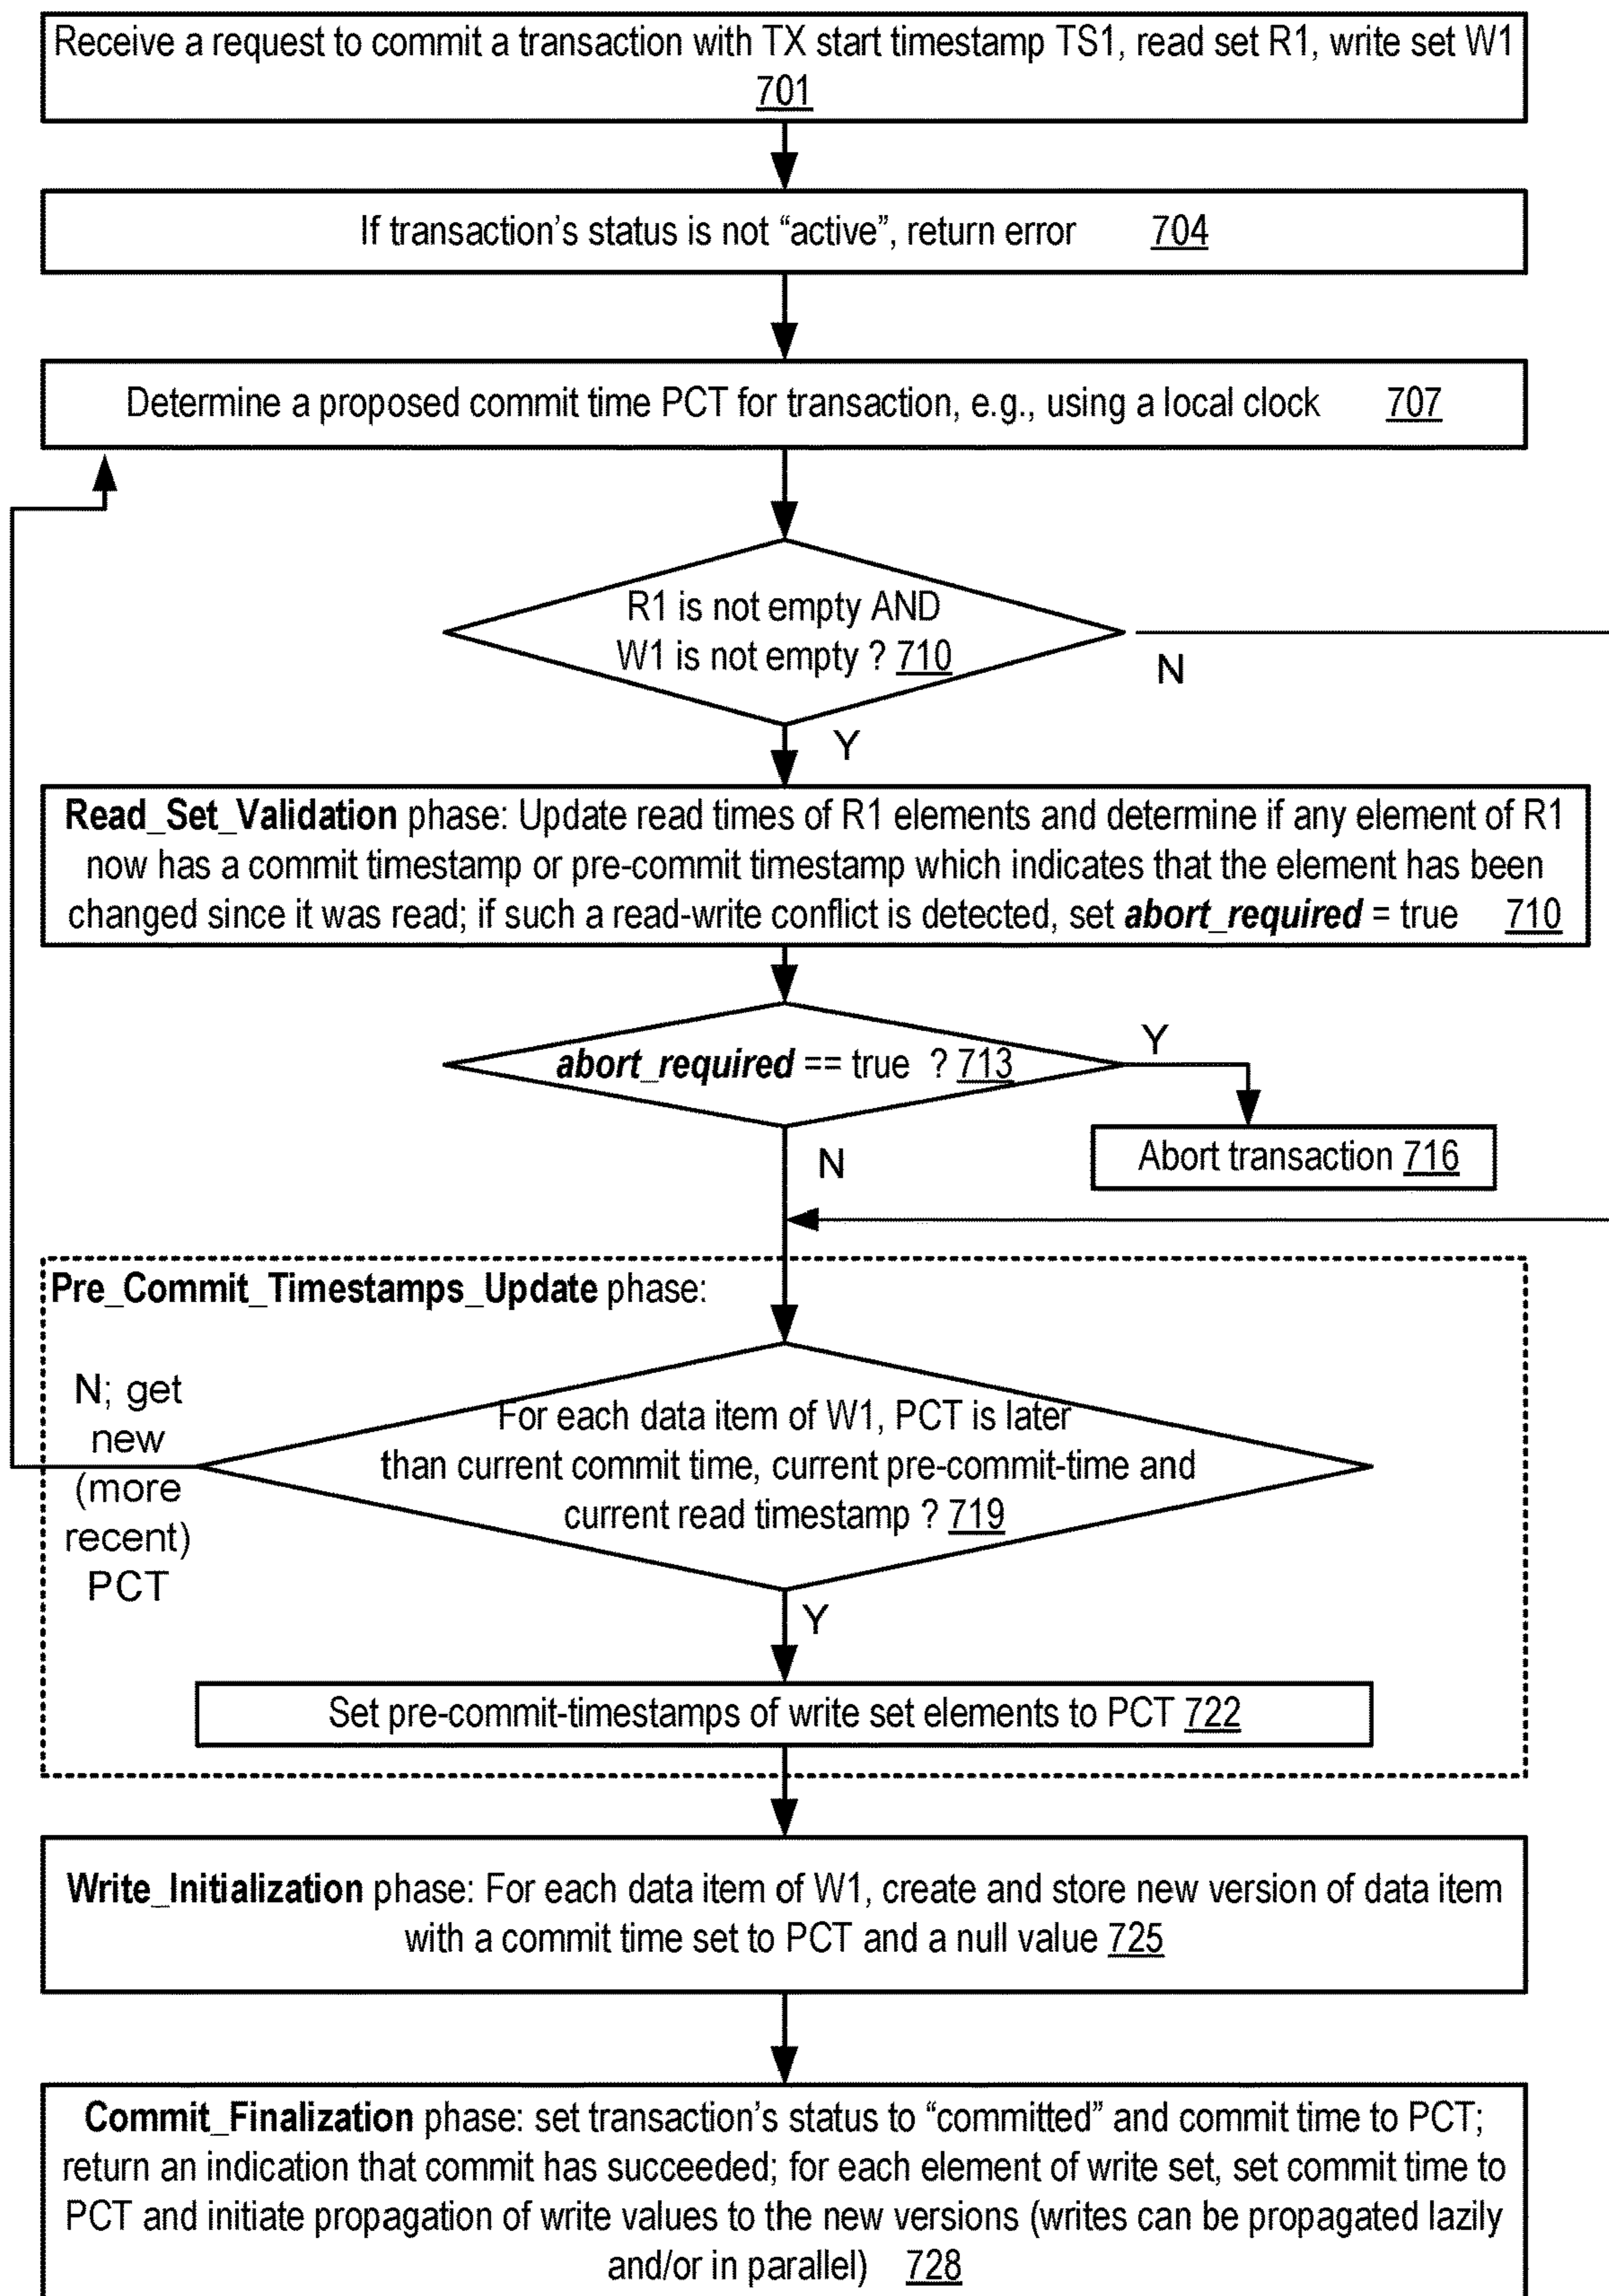 Receive a request to commit a transaction with TX start timestamp TS1, read set R1, write set W1
701
If transaction's status is not “active”, return error 704
Determine a proposed commit time PCT for transaction, e.g., using a local clock 707
R1 is not empty AND
W1 is not empty ? 710
N
Y
Read_Set_Validation phase: Update read times of R1 elements and determine if any element of R1
now has a commit timestamp or pre-commit timestamp which indicates that the element has been
changed since it was read; if such a read-write conflict is detected, set abort_required = true 710
abort_required == true ? 713
Y
Abort transaction 716
N
Pre_Commit_Timestamps_Update phase:
N; get
new
(more
recent)
PCT
For each data item of W1, PCT is later
than current commit time, current pre-commit-time and
current read timestamp ? 719
Y
Set pre-commit-timestamps of write set elements to PCT 722
Write_Initialization phase: For each data item of W1, create and store new version of data item
with a commit time set to PCT and a null value 725
Commit_Finalization phase: set transaction's status to “committed” and commit time to PCT;
return an indication that commit has succeeded; for each element of write set, set commit time to
PCT and initiate propagation of write values to the new versions (writes can be propagated lazily
and/or in parallel) 728